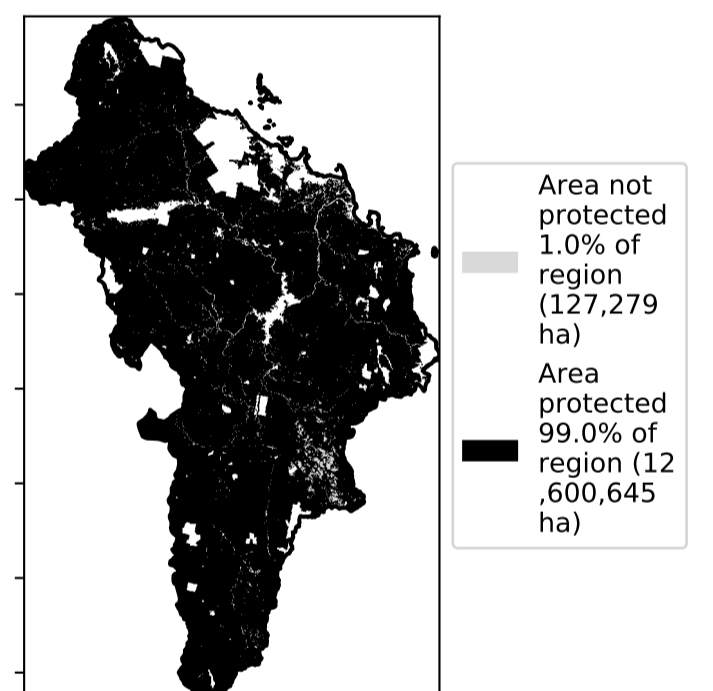 Area not
protected
1.0% of
region
(127,279
ha)
Area
protected
99.0% of
region (12
,600,645
ha)